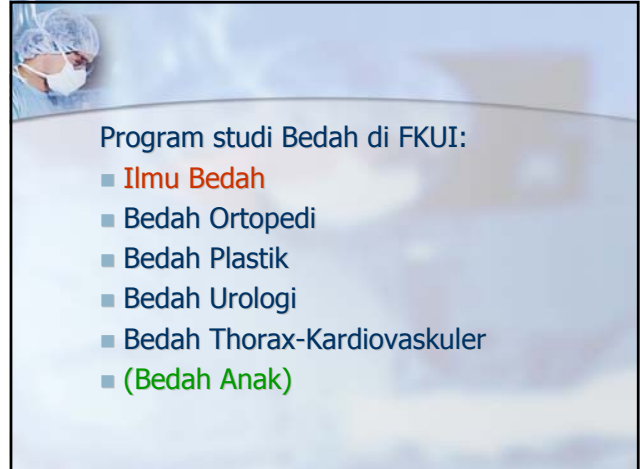 Program studi Bedah di FKUI:
■ Ilmu Bedah
■ Bedah Ortopedi
■ Bedah Plastik
■ Bedah Urologi
■ Bedah Thorax-Kardiovaskuler
■ (Bedah Anak)